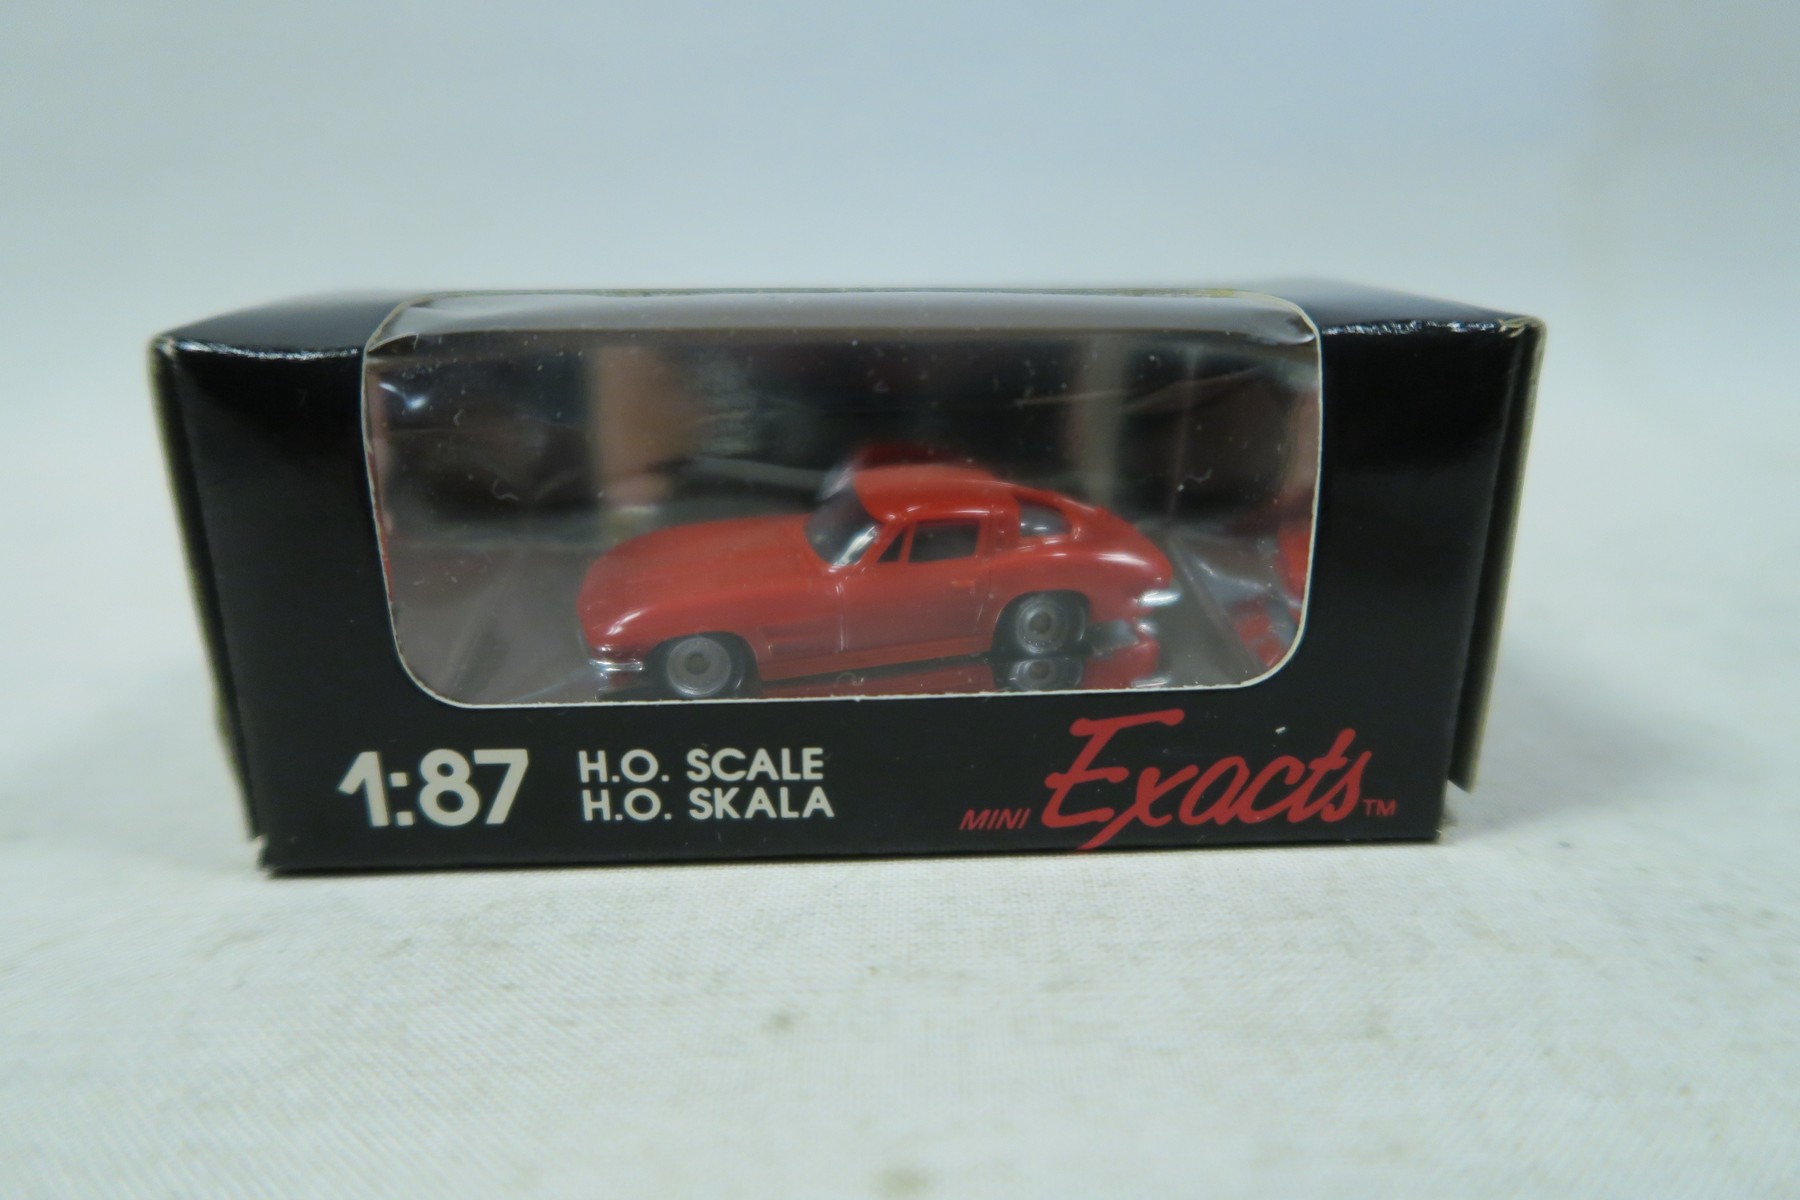 1:87
H.O. SCALE
H.O. SKALA
MINI Exacts™